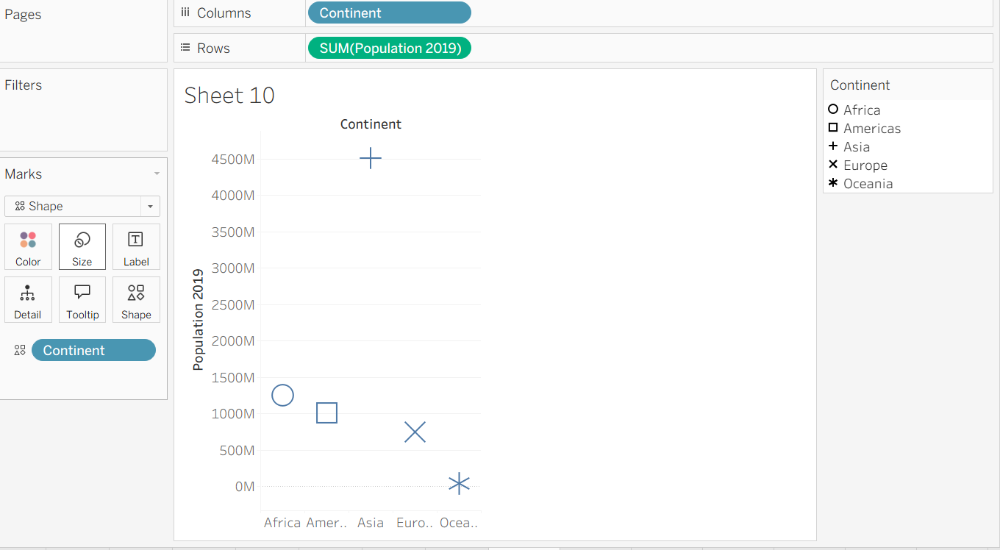 Pages
Columns
Continent
Rows
SUM(Population 2019)
Filters
Marks
Shape
Color
Size
Label
Detail
Tooltip
Shape
Continent
Sheet 10
Continent
Population 2019
4500M
4000M
3500M
3000M
2500M
2000M
1500M
1000M
500M
0M
Africa Amer.. Asia Euro.. Ocea..
Continent
Africa
Americas
Asia
Europe
Oceania